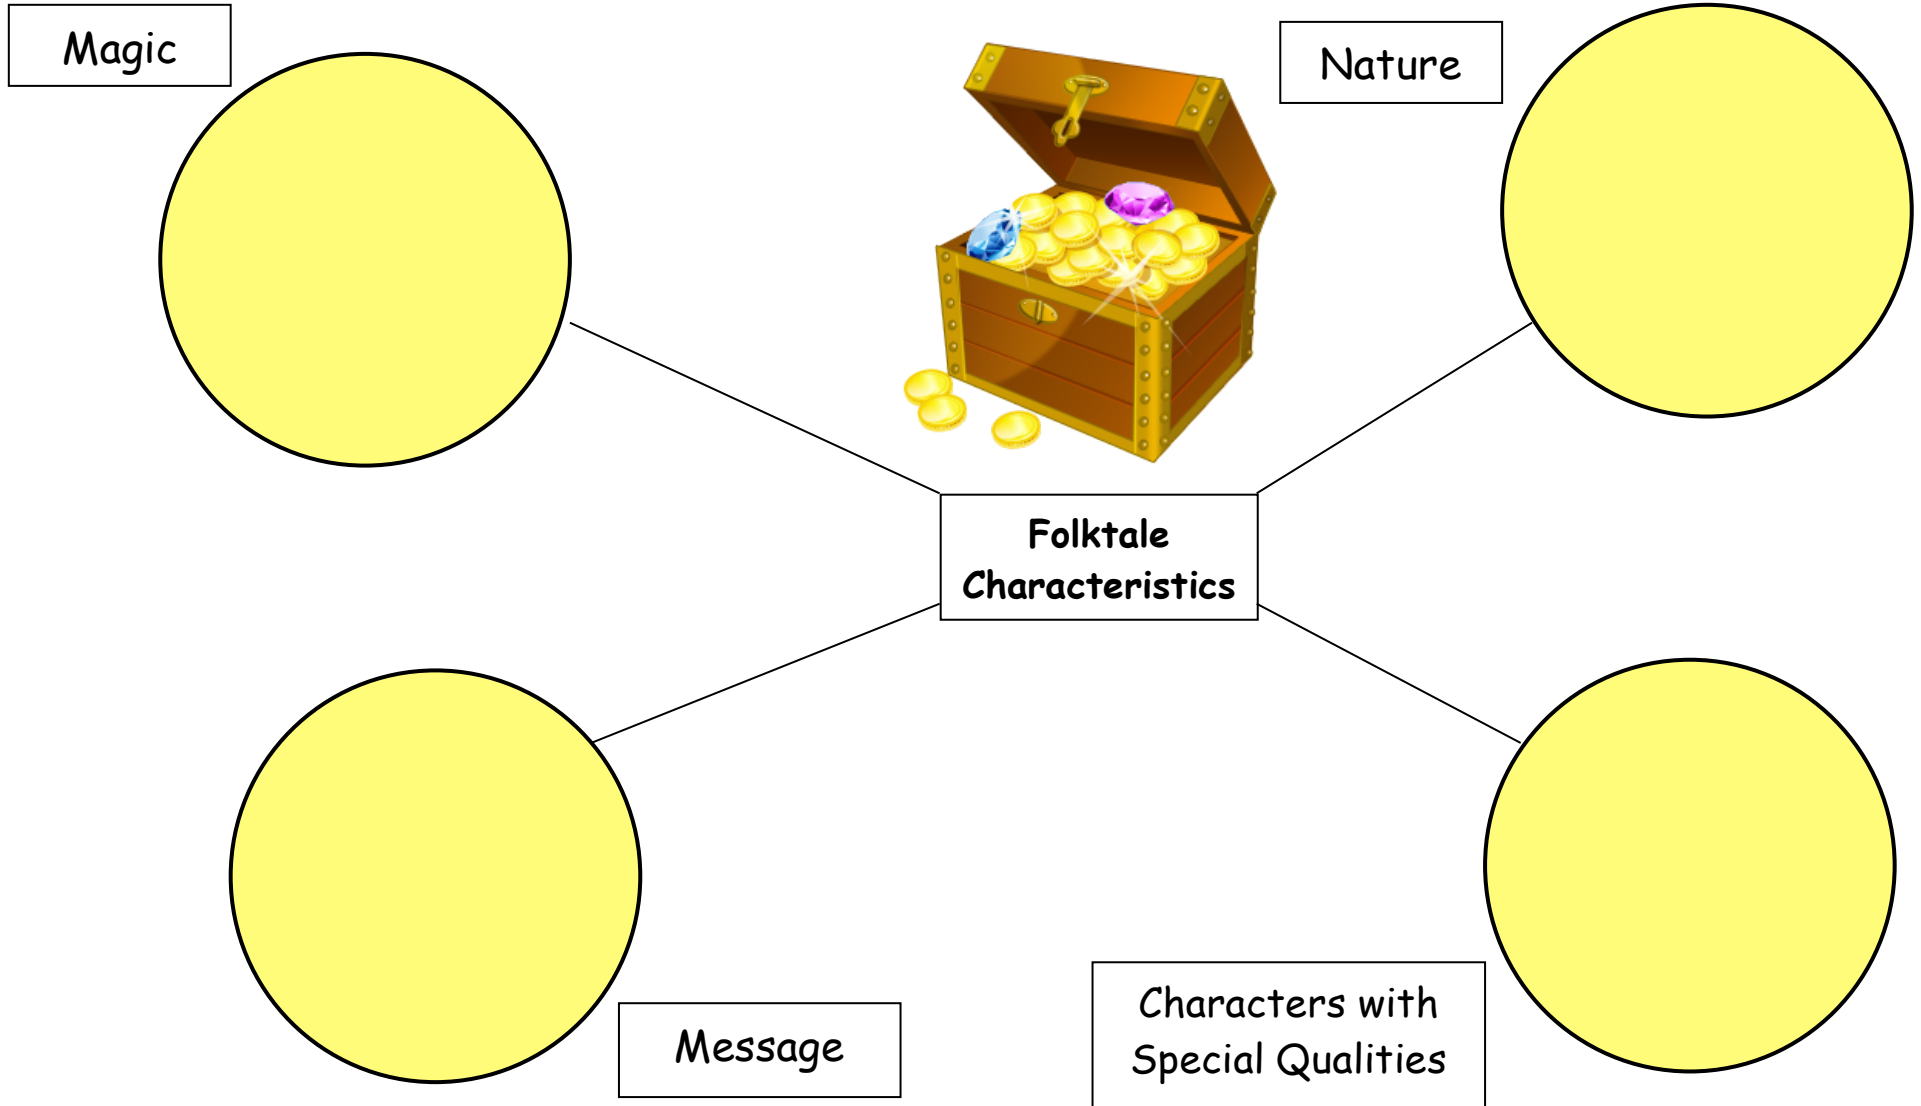 Magic
Nature
Folktale
Characteristics
Message
Characters with
Special Qualities